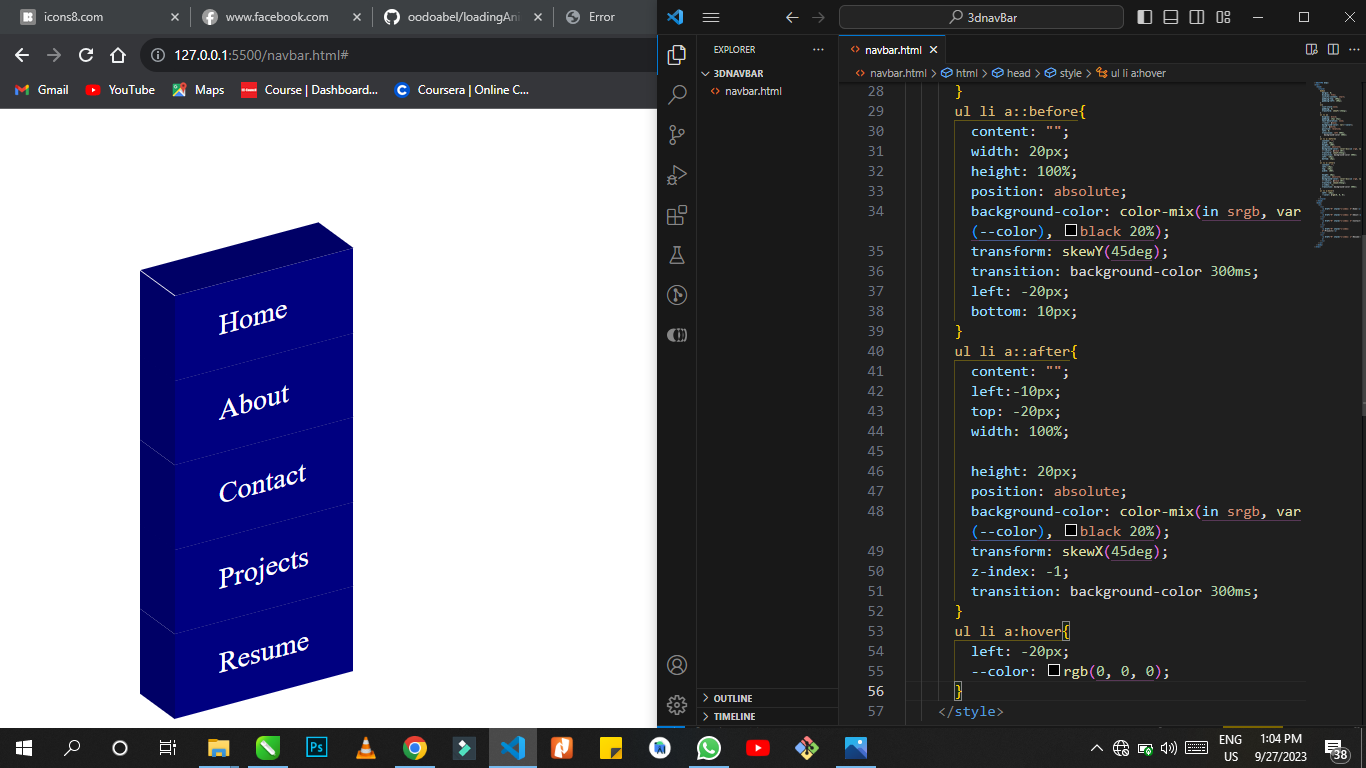 icons8.com
www.facebook.com
oodoabel/loadingAni
Error
127.0.0.1:5500/navbar.html#
Gmail
YouTube
Maps
Course | Dashboard...
Coursera | Online C...
Home
About
Contact
Projects
Resume
3dnavBar
EXPLORER
3DNAVBAR
navbar.html
OUTLINE
TIMELINE
navbar.html
navbar.html > html > head > style > ul li a:hover
28 }
29 ul li a::before{
30 content: "";
31 width: 20px;
32 height: 100%;
33 position: absolute;
34 background-color: color-mix(in srgb, var
(--color), black 20%);
35 transform: skewY(45deg);
36 transition: background-color 300ms;
37 left: -20px;
38 bottom: 10px;
39 }
40 ul li a::after{
41 content: "";
42 left:-10px;
43 top: -20px;
44 width: 100%;
45
46 height: 20px;
47 position: absolute;
48 background-color: color-mix(in srgb, var
(--color), black 20%);
49 transform: skewX(45deg);
50 z-index: -1;
51 transition: background-color 300ms;
52 }
53 ul li a:hover{
54 left: -20px;
55 --color: rgb(0, 0, 0);
56 }
57 </style>
Ps
ENG
US
1:04 PM
9/27/2023
38